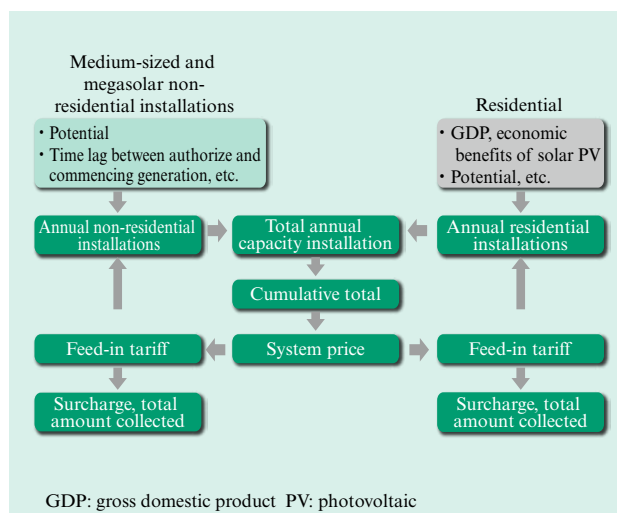 Medium-sized and
megasolar non-
residential installations
・Potential
・Time lag between authorize and
commencing generation, etc.
Residential
・GDP, economic
benefits of solar PV
・Potential, etc.
Annual non-residential
installations
Total annual
capacity installation
Annual residential
installations
Cumulative total
Feed-in tariff
System price
Feed-in tariff
Surcharge, total
amount collected
Surcharge, total
amount collected
GDP: gross domestic product PV: photovoltaic